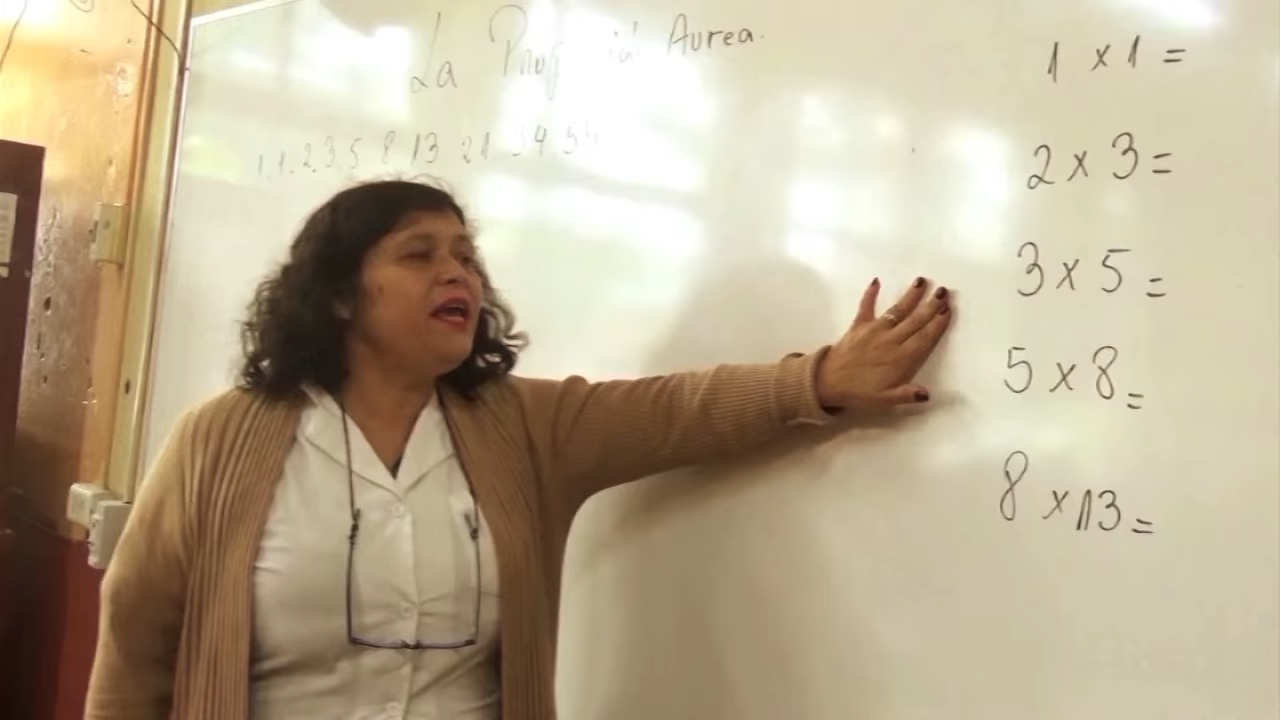 La Aurea.
1,1,2,3,5 8 13 21 34 54
1 x 1 =
2 x 3 =
3 x 5 =
5 x 8 =
8 x 13 =